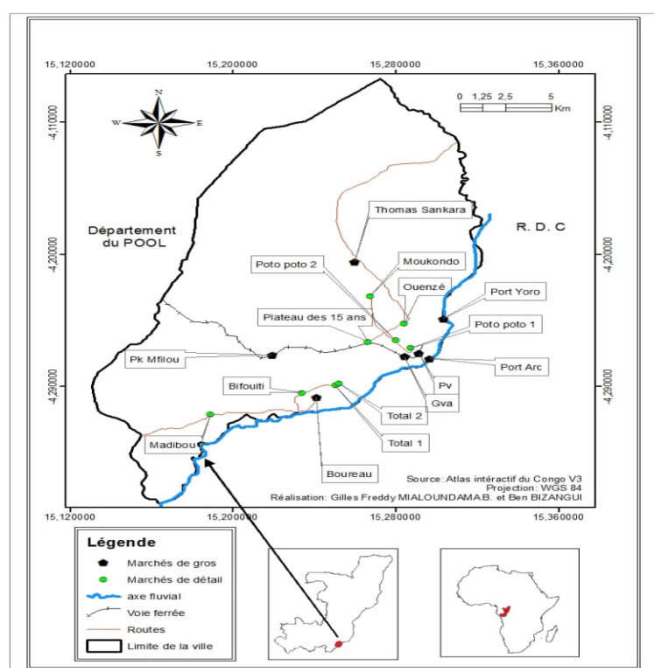 15,120000 15,200000 15,280000 15,360000
-4,110000
-4,200000
-4,290000
N
W E
S
0 1,25 2,5 5
Km
Département
du POOL
R. D. C
Thomas Sankara
Poto poto 2
Moukondo
Ouenzé
Port Yoro
Plateau des 15 ans
Poto poto 1
Pk Mfilou
Port Arc
Pv
Bifouiti
Gva
Total 2
Madibou
Total 1
Boureau
-4,110000
-4,200000
-4,290000
Source: Atlas intéractif du Congo V3
Projection: WGS 84
Réalisation: Gilles Freddy MIALOUNDAMA B. et Ben BIZANGUI
15,120000 15,200000 15,280000 15,360000
Légende
Marchés de gros
Marchés de détail
axe fluvial
Voie ferrée
Routes
Limite de la ville